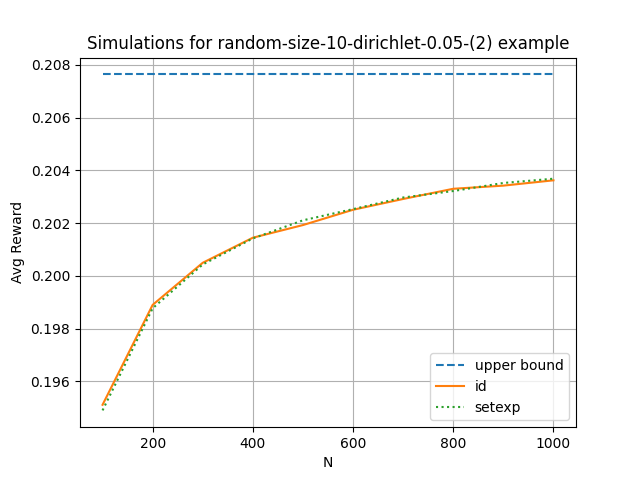 Simulations for random-size-10-dirichlet-0.05-(2) example
0.208
0.206
0.204
0.202
0.200
0.198
0.196
Avg Reward
upper bound
id
setexp
200 400 600 800 1000
N